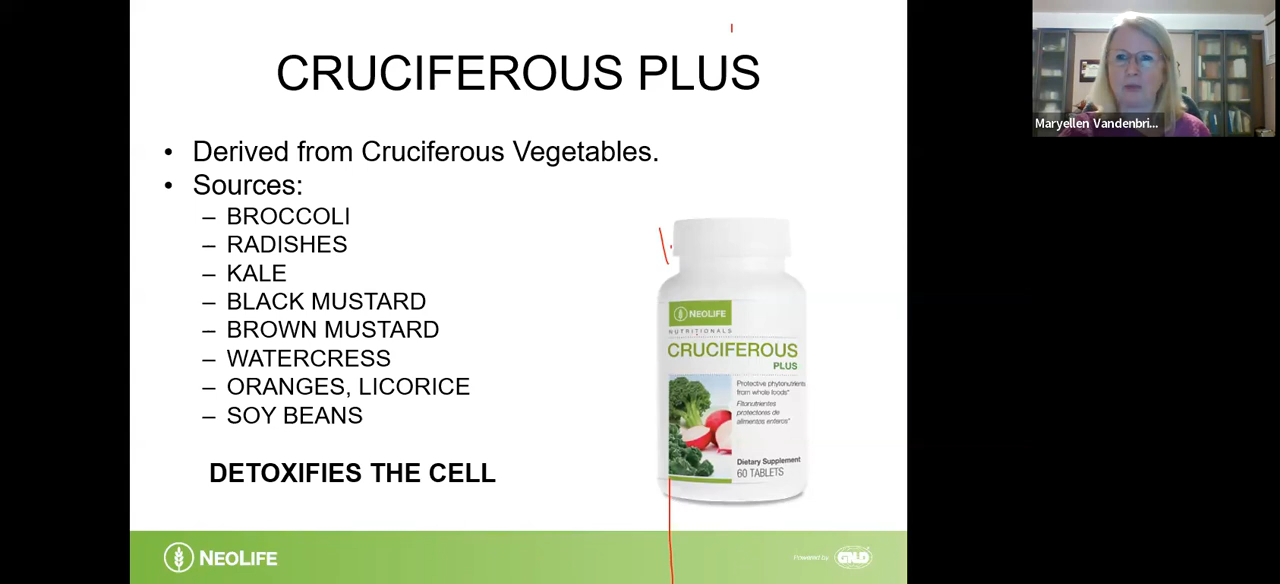 CRUCIFEROUS PLUS
• Derived from Cruciferous Vegetables.
• Sources:
– BROCCOLI
– RADISHES
– KALE
– BLACK MUSTARD
– BROWN MUSTARD
– WATERCRESS
– ORANGES, LICORICE
– SOY BEANS
DETOXIFIES THE CELL
NEOLIFE
NUTRITIONALS
CRUCIFEROUS
PLUS
Protective phytonutrients
from whole foods*
Fitonutrientes
protectores de
alimentos enteros*
Dietary Supplement
60 TABLETS
NEOLIFE
Powered by GNLD
Maryellen Vandenbri...